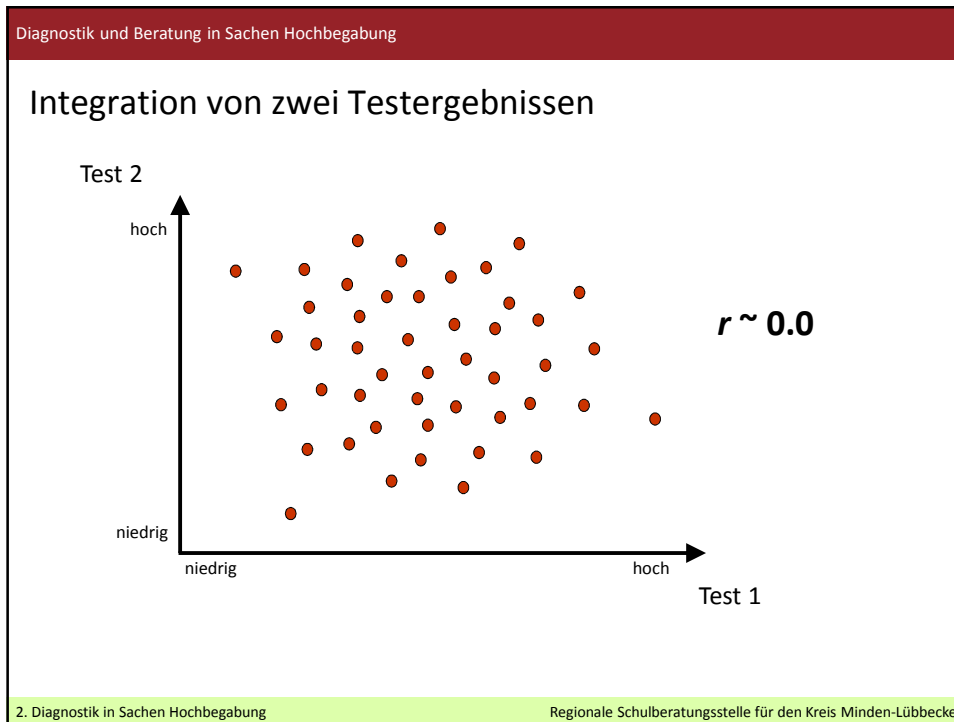 Diagnostik und Beratung in Sachen Hochbegabung
Integration von zwei Testergebnissen
Test 2
hoch
r ~ 0.0
niedrig
niedrig
hoch
Test 1
2. Diagnostik in Sachen Hochbegabung
Regionale Schulberatungsstelle für den Kreis Minden-Lübbecke